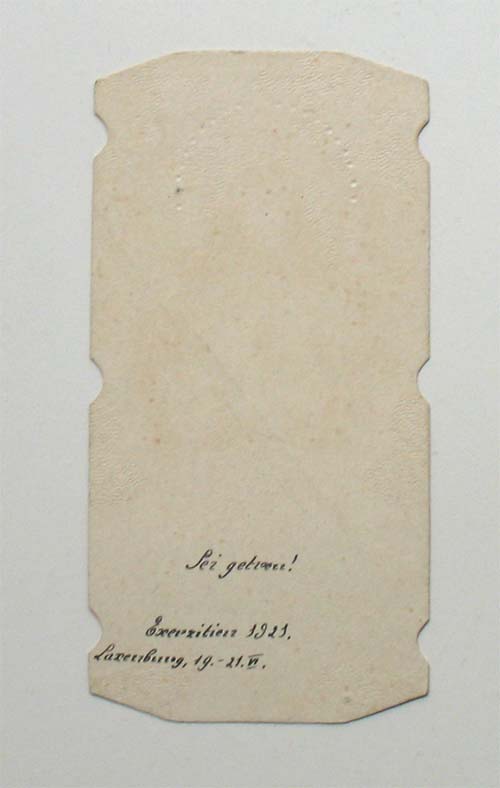 Sei getreu!
Exerzitien 1921.
Laxenburg, 19.-21. VI.